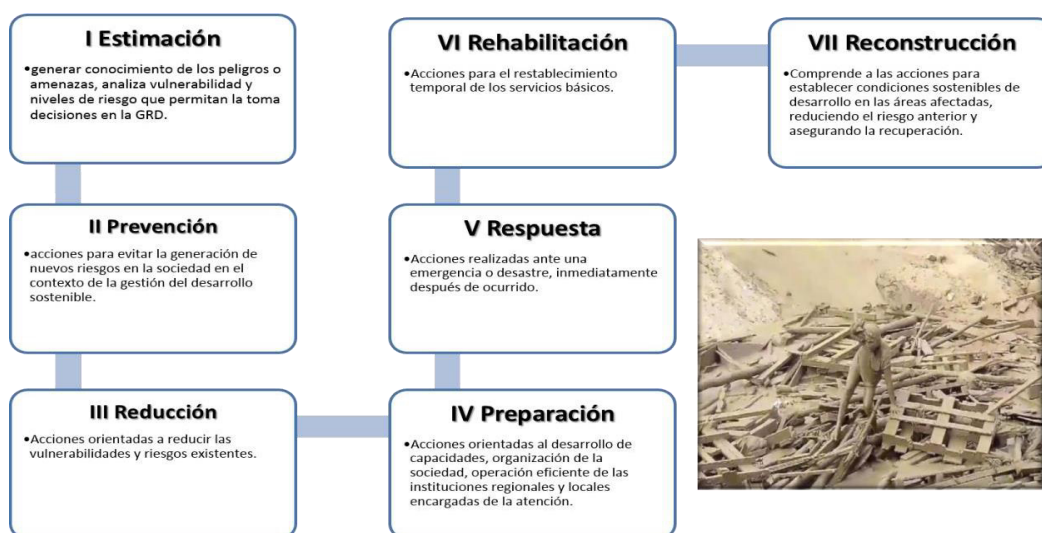 I Estimación
•generar conocimiento de los peligros o
amenazas, analiza vulnerabilidad y
niveles de riesgo que permitan la toma
decisiones en la GRD.
II Prevención
•acciones para evitar la generación de
nuevos riesgos en la sociedad en el
contexto de la gestión del desarrollo
sostenible.
III Reducción
•Acciones orientadas a reducir las
vulnerabilidades y riesgos existentes.
IV Preparación
•Acciones orientadas al desarrollo de
capacidades, organización de la
sociedad, operación eficiente de las
instituciones regionales y locales
encargadas de la atención.
V Respuesta
•Acciones realizadas ante una
emergencia o desastre, inmediatamente
después de ocurrido.
VI Rehabilitación
•Acciones para el restablecimiento
temporal de los servicios básicos.
VII Reconstrucción
•Comprende a las acciones para
establecer condiciones sostenibles de
desarrollo en las áreas afectadas,
reduciendo el riesgo anterior y
asegurando la recuperación.